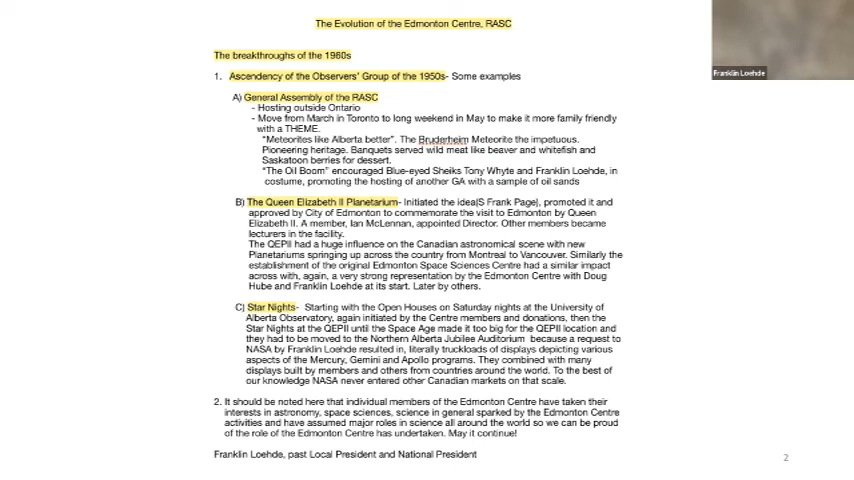 The Evolution of the Edmonton Centre, RASC
Franklin Loehde
The breakthroughs of the 1960s
1. Ascendency of the Observers' Group of the 1950s- Some examples
A) General Assembly of the RASC
- Hosting outside Ontario
- Move from March in Toronto to long weekend in May to make it more family friendly
with a THEME.
"Meteorites like Alberta better". The Bruderheim Meteorite the impetuous.
Pioneering heritage. Banquets served wild meat like beaver and whitefish and
Saskatoon berries for dessert.
"The Oil Boom" encouraged Blue-eyed Sheiks Tony Whyte and Franklin Loehde, in
costume, promoting the hosting of another GA with a sample of oil sands
B) The Queen Elizabeth II Planetarium- Initiated the idea(S Frank Page), promoted it and
approved by City of Edmonton to commemorate the visit to Edmonton by Queen
Elizabeth II. A member, Ian McLennan, appointed Director. Other members became
lecturers in the facility.
The QEPII had a huge influence on the Canadian astronomical scene with new
Planetariums springing up across the country from Montreal to Vancouver. Similarly the
establishment of the original Edmonton Space Sciences Centre had a similar impact
across with, again, a very strong representation by the Edmonton Centre with Doug
Hube and Franklin Loehde at its start. Later by others.
C) Star Nights- Starting with the Open Houses on Saturday nights at the University of
Alberta Observatory, again initiated by the Centre members and donations, then the
Star Nights at the QEPII until the Space Age made it too big for the QEPII location and
they had to be moved to the Northern Alberta Jubilee Auditorium because a request to
NASA by Franklin Loehde resulted in, literally truckloads of displays depicting various
aspects of the Mercury, Gemini and Apollo programs. They combined with many
displays built by members and others from countries around the world. To the best of
our knowledge NASA never entered other Canadian markets on that scale.
2. It should be noted here that individual members of the Edmonton Centre have taken their
interests in astronomy, space sciences, science in general sparked by the Edmonton Centre
activities and have assumed major roles in science all around the world so we can be proud
of the role of the Edmonton Centre has undertaken. May it continue!
Franklin Loehde, past Local President and National President
2